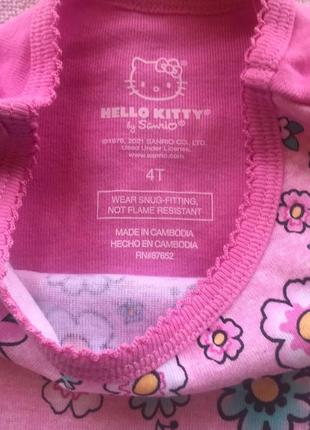 HELLO KITTY®
by Sanrio®
©1976, 2021 SANRIO CO., LTD.
Used Under License.
www.sanrio.com
4T
WEAR SNUG-FITTING,
NOT FLAME RESISTANT
MADE IN CAMBODIA
HECHO EN CAMBODIA
RN#87652